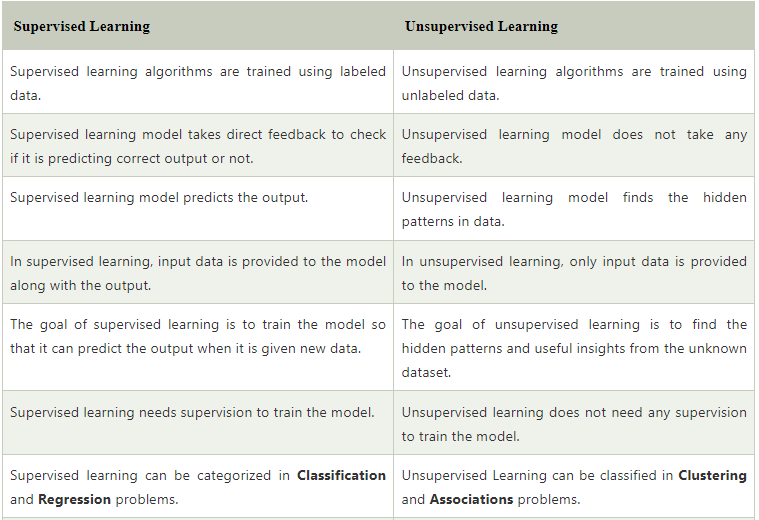 Supervised Learning
Unsupervised Learning
Supervised learning algorithms are trained using labeled
data.
Unsupervised learning algorithms are trained using
unlabeled data.
Supervised learning model takes direct feedback to check
if it is predicting correct output or not.
Unsupervised learning model does not take any
feedback.
Supervised learning model predicts the output.
Unsupervised learning model finds the hidden
patterns in data.
In supervised learning, input data is provided to the model
along with the output.
In unsupervised learning, only input data is provided
to the model.
The goal of supervised learning is to train the model so
that it can predict the output when it is given new data.
The goal of unsupervised learning is to find the
hidden patterns and useful insights from the unknown
dataset.
Supervised learning needs supervision to train the model.
Unsupervised learning does not need any supervision
to train the model.
Supervised learning can be categorized in Classification
and Regression problems.
Unsupervised Learning can be classified in Clustering
and Associations problems.